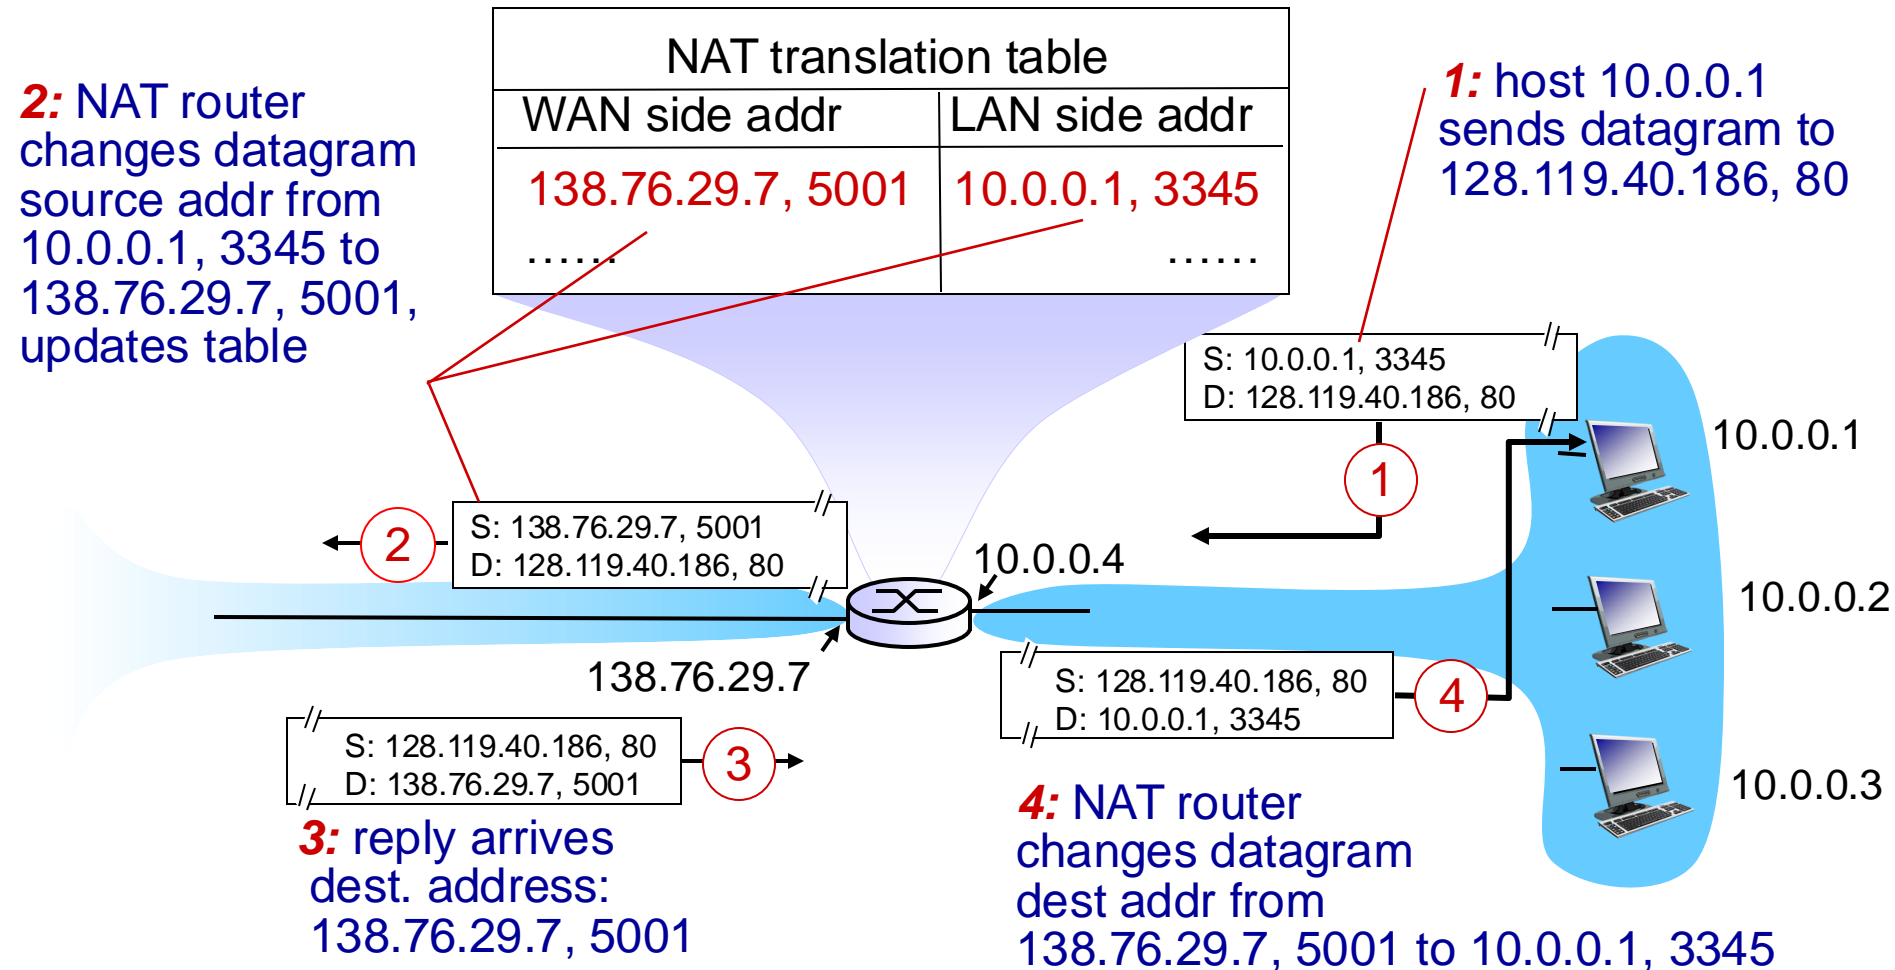 NAT translation table
WAN side addr LAN side addr
138.76.29.7, 5001 10.0.0.1, 3345
...... ......
2: NAT router
changes datagram
source addr from
10.0.0.1, 3345 to
138.76.29.7, 5001,
updates table
1: host 10.0.0.1
sends datagram to
128.119.40.186, 80
S: 10.0.0.1, 3345
D: 128.119.40.186, 80
1
10.0.0.1
S: 138.76.29.7, 5001
D: 128.119.40.186, 80
2
10.0.0.4
10.0.0.2
138.76.29.7
S: 128.119.40.186, 80
D: 10.0.0.1, 3345
4
S: 128.119.40.186, 80
D: 138.76.29.7, 5001
3
10.0.0.3
3: reply arrives
dest. address:
138.76.29.7, 5001
4: NAT router
changes datagram
dest addr from
138.76.29.7, 5001 to 10.0.0.1, 3345